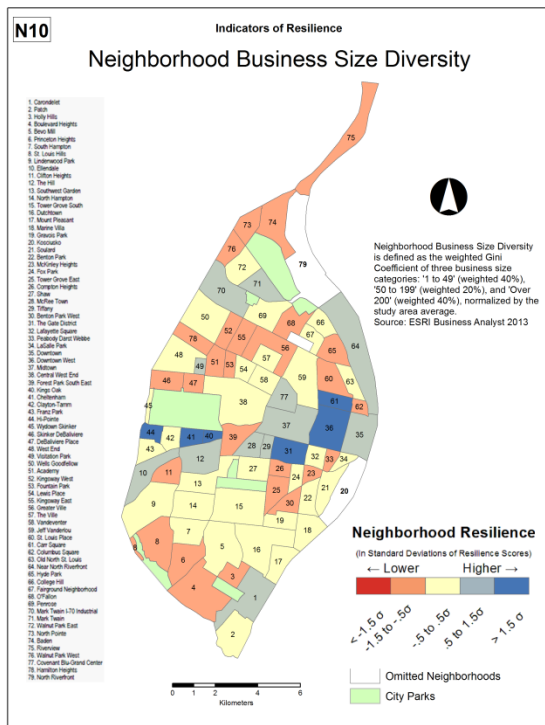 N10
Indicators of Resilience
Neighborhood Business Size Diversity
1. Carondelet
2. Patch
3. Holly Hills
4. Boulevard Heights
5. Bevo Mill
6. Princeton Heights
7. South Hampton
8. St. Louis Hills
9. Lindenwood Park
10. Ellendale
11. Clifton Heights
12. The Hill
13. Southwest Garden
14. North Hampton
15. Tower Grove South
16. Dutchtown
17. Mount Pleasant
18. Marine Villa
19. Gravois Park
20. Kosciusko
21. Soulard
22. Benton Park
23. McKinley Heights
24. Fox Park
25. Tower Grove East
26. Compton Heights
27. Shaw
28. McRee Town
29. Tiffany
30. Benton Park West
31. The Gate District
32. Lafayette Square
33. Peabody Darst Webbe
34. LaSalle Park
35. Downtown
36. Downtown West
37. Midtown
38. Central West End
39. Forest Park South East
40. Kings Oak
41. Cheltenham
42. Clayton-Tamm
43. Franz Park
44. Hi-Pointe
45. Wydown Skinker
46. Skinker DeBaliviere
47. DeBaliviere Place
48. West End
49. Visitation Park
50. Wells Goodfellow
51. Academy
52. Kingsway West
53. Fountain Park
54. Lewis Place
55. Kingsway East
56. Greater Ville
57. The Ville
58. Vandeventer
59. Jeff Vanderlou
60. St. Louis Place
61. Carr Square
62. Columbus Square
63. Old North St. Louis
64. Near North Riverfront
65. Hyde Park
66. College Hill
67. Fairground Neighborhood
68. O'Fallon
69. Penrose
70. Mark Twain I-70 Industrial
71. Mark Twain
72. Walnut Park East
73. North Pointe
74. Baden
75. Riverview
76. Walnut Park West
77. Covenant Blu-Grand Center
78. Hamilton Heights
79. North Riverfront
75
73
74
76
79
72
70
71
69
68
66
50
52
55
67
64
78
56
65
48
49
51
53
54
57
58
59
60
63
46
47
38
77
61
62
45
37
36
35
44
42
41
40
39
43
28
29
31
32
33
34
12
10
11
27
26
24
23
20
13
25
22
21
9
14
15
30
19
18
7
8
8
5
16
17
6
3
4
1
2
Neighborhood Business Size Diversity
is defined as the weighted Gini
Coefficient of three business size
categories: '1 to 49' (weighted 40%),
'50 to 199' (weighted 20%), and 'Over
200' (weighted 40%), normalized by the
study area average.
Source: ESRI Business Analyst 2013
Neighborhood Resilience
(In Standard Deviations of Resilience Scores)
← Lower Higher →
< -1.5 σ
-1.5 to -.5σ
-.5 to .5σ
.5 to 1.5σ
> 1.5 σ
Omitted Neighborhoods
City Parks
0 1 2 4 6
Kilometers